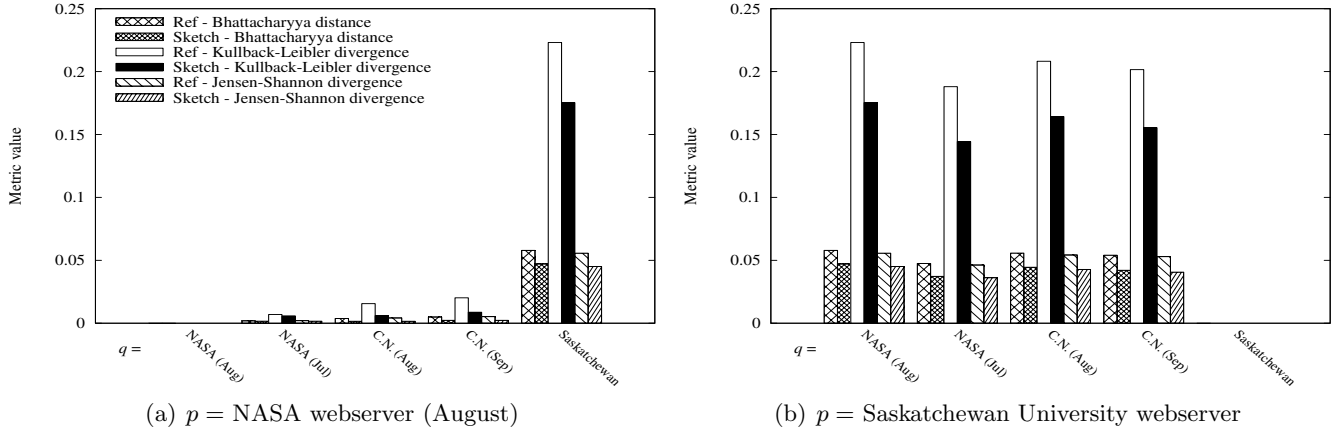 0.25
0.2
0.15
0.1
0.05
0
Metric value
Ref - Bhattacharyya distance
Sketch - Bhattacharyya distance
Ref - Kullback-Leibler divergence
Sketch - Kullback-Leibler divergence
Ref - Jensen-Shannon divergence
Sketch - Jensen-Shannon divergence
q =
NASA (Aug)
NASA (Jul)
C.N. (Aug)
C.N. (Sep)
Saskatchewan
(a) p = NASA webserver (August)
0.25
0.2
0.15
0.1
0.05
0
Metric value
q =
NASA (Aug)
NASA (Jul)
C.N. (Aug)
C.N. (Sep)
Saskatchewan
(b) p = Saskatchewan University webserver